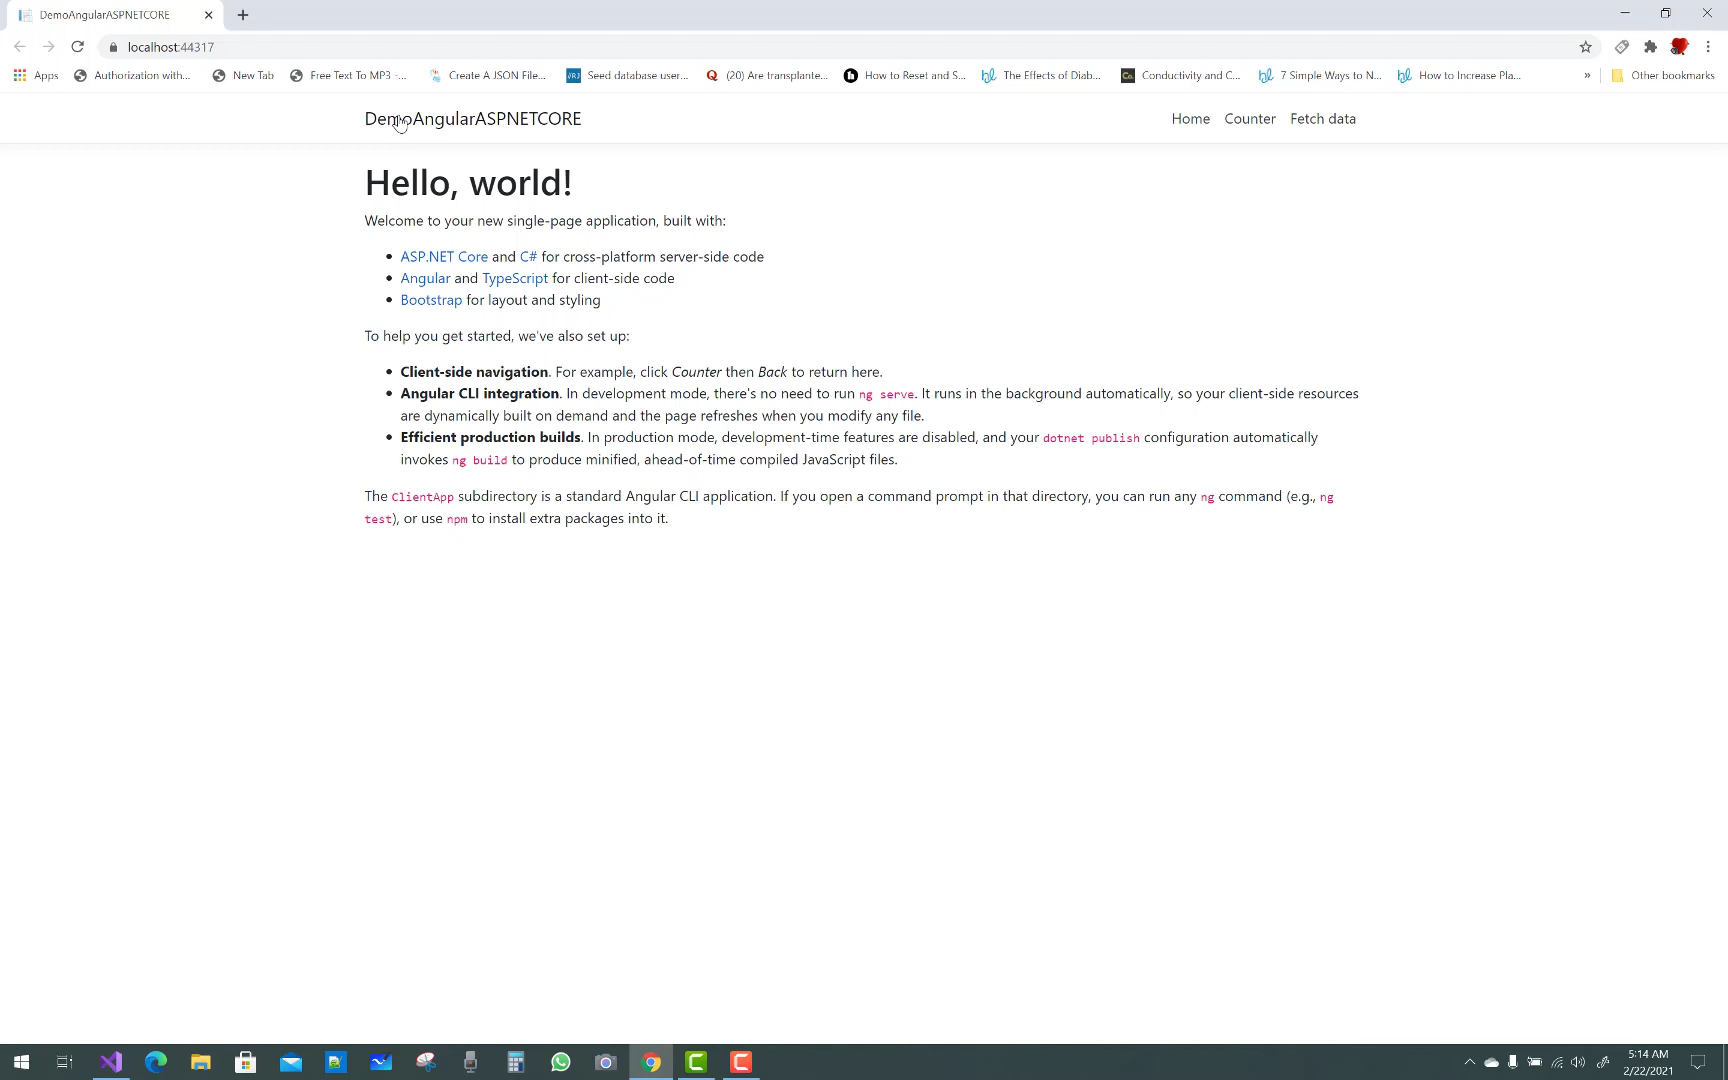 DemoAngularASPNETCORE
localhost:44317
Apps Authorization with... New Tab Free Text To MP3 -... Create A JSON File... Seed database user... (20) Are transplante... How to Reset and S... The Effects of Diab... Conductivity and C... 7 Simple Ways to N... How to Increase Pla... » Other bookmarks
DemoAngularASPNETCORE Home Counter Fetch data
Hello, world!
Welcome to your new single-page application, built with:
• ASP.NET Core and C# for cross-platform server-side code
• Angular and TypeScript for client-side code
• Bootstrap for layout and styling
To help you get started, we've also set up:
• Client-side navigation. For example, click Counter then Back to return here.
• Angular CLI integration. In development mode, there's no need to run ng serve. It runs in the background automatically, so your client-side resources
are dynamically built on demand and the page refreshes when you modify any file.
• Efficient production builds. In production mode, development-time features are disabled, and your dotnet publish configuration automatically
invokes ng build to produce minified, ahead-of-time compiled JavaScript files.
The ClientApp subdirectory is a standard Angular CLI application. If you open a command prompt in that directory, you can run any ng command (e.g., ng
test), or use npm to install extra packages into it.
5:14 AM
2/22/2021